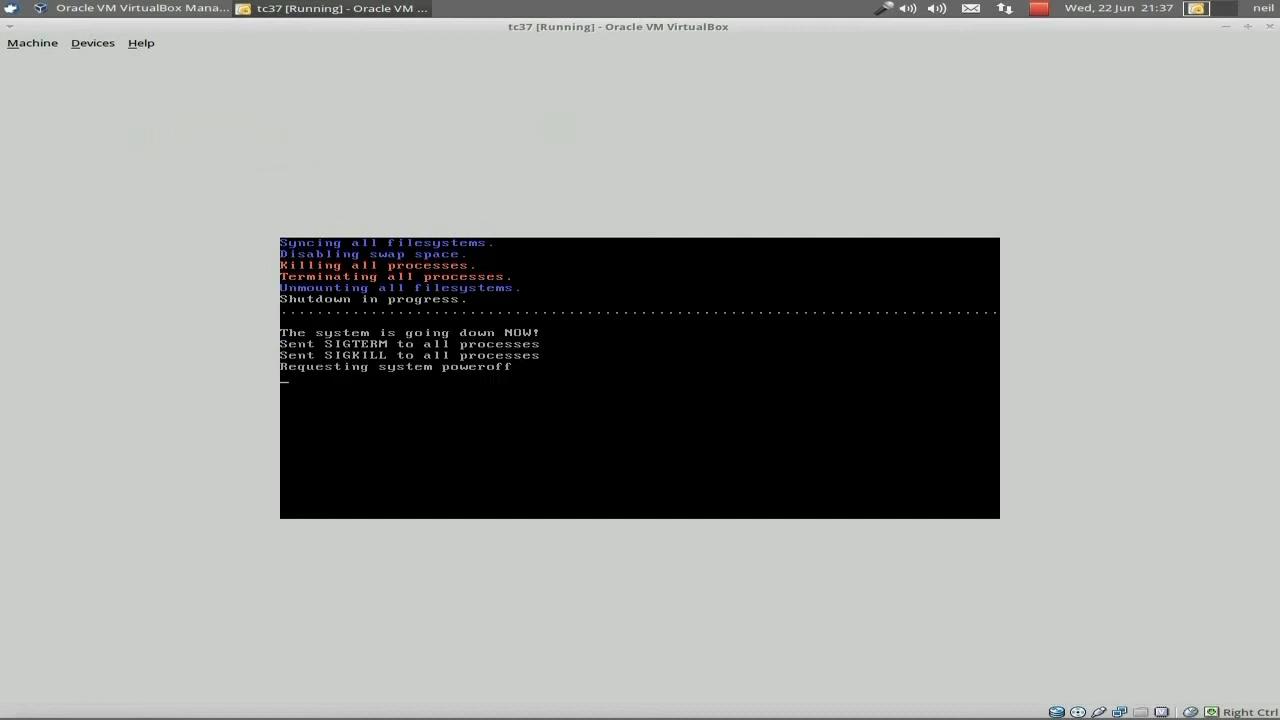 Oracle VM VirtualBox Mana... tc37 [Running] - Oracle VM ... Wed, 22 Jun 21:37 neil
tc37 [Running] - Oracle VM VirtualBox
Machine Devices Help
Syncing all filesystems.
Disabling swap space.
Killing all processes.
Terminating all processes.
Unmounting all filesystems.
Shutdown in progress.
................................................................................
The system is going down NOW!
Sent SIGTERM to all processes
Sent SIGKILL to all processes
Requesting system poweroff
_
Right Ctrl